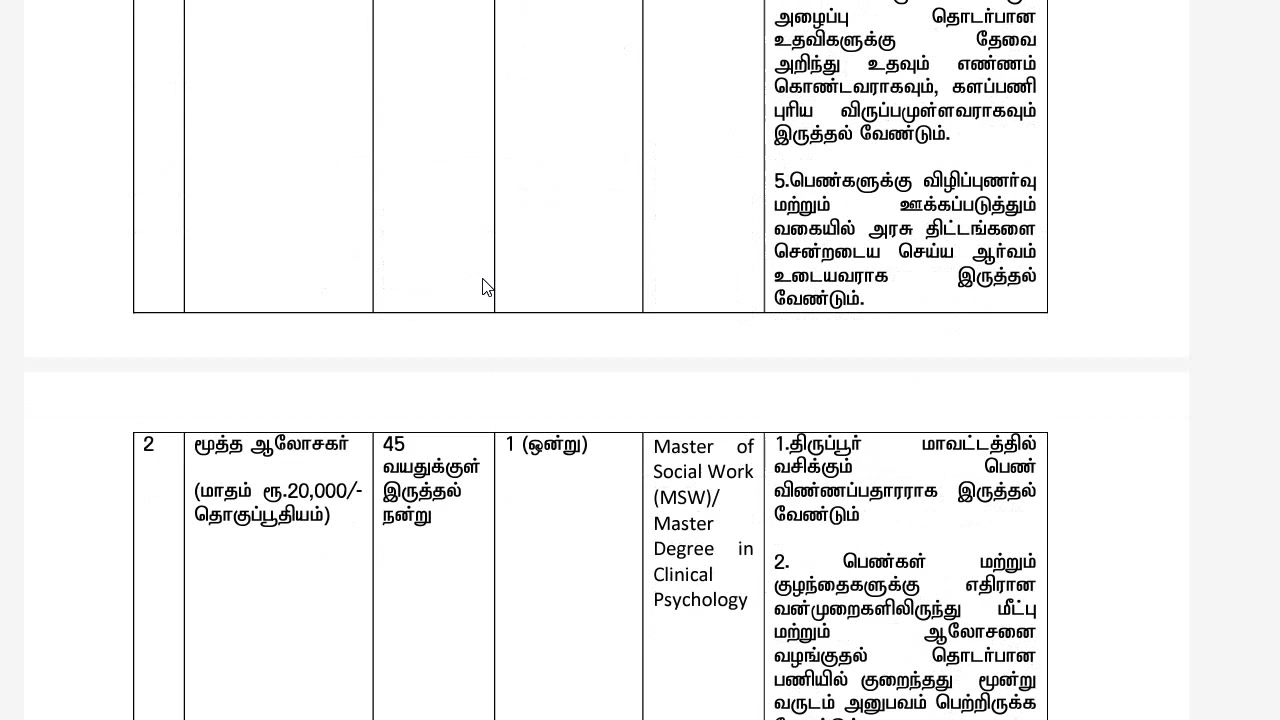 அழைப்பு தொடர்பான
உதவிகளுக்கு தேவை
அறிந்து உதவும் எண்ணம்
கொண்டவராகவும், களப்பணி
புரிய விருப்பமுள்ளவராகவும்
இருத்தல் வேண்டும்.
5.பெண்களுக்கு விழிப்புணர்வு
மற்றும் ஊக்கப்படுத்தும்
வகையில் அரசு திட்டங்களை
சென்றடைய செய்ய ஆர்வம்
உடையவராக இருத்தல்
வேண்டும்.
2
மூத்த ஆலோசகர்
(மாதம் ரூ.20,000/-
தொகுப்பூதியம்)
45
வயதுக்குள்
இருத்தல்
நன்று
1 (ஒன்று)
Master of
Social Work
(MSW)/
Master
Degree in
Clinical
Psychology
1.திருப்பூர் மாவட்டத்தில்
வசிக்கும் பெண்
விண்ணப்பதாரராக இருத்தல்
வேண்டும்
2. பெண்கள் மற்றும்
குழந்தைகளுக்கு எதிரான
வன்முறைகளிலிருந்து மீட்பு
மற்றும் ஆலோசனை
வழங்குதல் தொடர்பான
பணியில் குறைந்தது மூன்று
வருடம் அனுபவம் பெற்றிருக்க